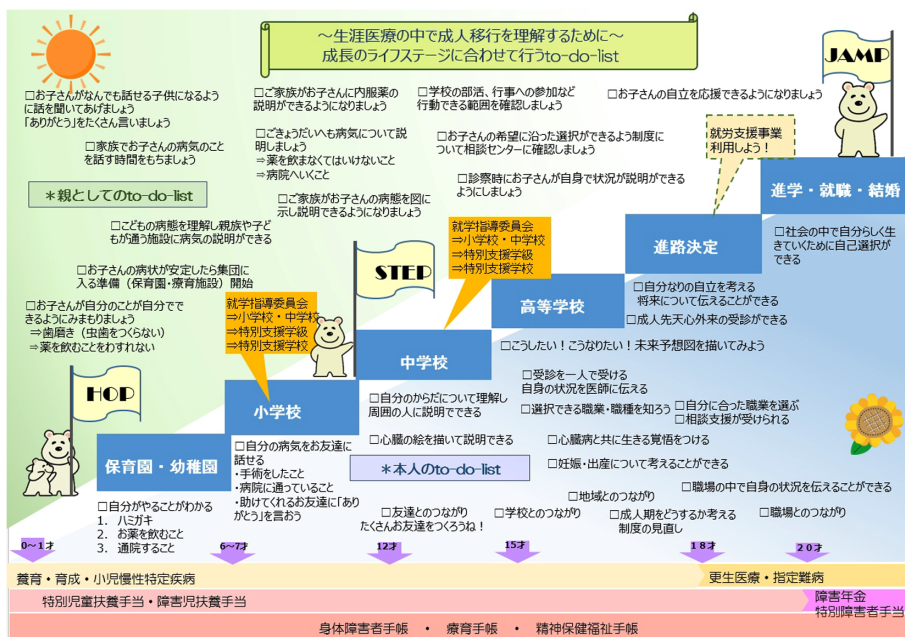 ～生涯医療の中で成人移行を理解するために～
成長のライフステージに合わせて行うto-do-list
JAMP
□お子さんがなんでも話せる子供になるよう
に話を聞いてあげましょう
「ありがとう」をたくさん言いましょう
□家族でお子さんの病気のこと
を話す時間をもちましょう
＊親としてのto-do-list
□こどもの病態を理解し親族や子ど
もが通う施設に病気の説明ができる
□お子さんの病状が安定したら集団に
入る準備（保育園・療育施設）開始
□お子さんが自分のことが自分でで
きるようにみまもりましょう
⇒歯磨き（虫歯をつくらない）
⇒薬を飲むことをわすれない
□ご家族がお子さんに内服薬の
説明ができるようになりましょう
□ごきょうだいへも病気について説
明しましょう
⇒薬を飲まなくてはいけないこと
⇒病院へいくこと
□ご家族がお子さんの病態を図に
示し説明できるようになりましょう
□学校の部活、行事への参加など
行動できる範囲を確認しましょう
□お子さんの希望に沿った選択ができるよう制度に
ついて相談センターに確認しましょう
□診察時にお子さんが自身で状況が説明ができる
ようにしましょう
□お子さんの自立を応援できるようになりましょう
就労支援事業
利用しよう！
就学指導委員会
⇒小学校・中学校
⇒特別支援学級
⇒特別支援学校
STEP
就学指導委員会
⇒小学校・中学校
⇒特別支援学級
⇒特別支援学校
HOP
保育園・幼稚園
小学校
中学校
高等学校
進路決定
進学・就職・結婚
□社会の中で自分らしく生
きていくために自己選択が
できる
□自分なりの自立を考える
将来について伝えることができる
□成人先天心外来の受診ができる
□こうしたい！こうなりたい！未来予想図を描いてみよう
□受診を一人で受ける
自身の状況を医師に伝える
□選択できる職業・職種を知ろう
□自分に合った職業を選ぶ
□相談支援が受けられる
□自分のからだについて理解し
周囲の人に説明でできる
□心臓の絵を描いて説明できる
□心臓病と共に生きる覚悟をつける
＊本人のto-do-list
□妊娠・出産について考えることができる
□自分の病気をお友達に
話せる
・手術をしたこと
・病院に通っていること
・助けてくれるお友達に「あり
がとう」を言おう
□自分がやることがわかる
1. ハミガキ
2. お薬を飲むこと
3. 通院すること
□友達とのつながり
たくさんお友達をつくろうね！
□学校とのつながり
□地域とのつながり
□成人期をどうするか考える
制度の見直し
□職場の中で自身の状況を伝えることができる
□職場とのつながり
0～1才
6～7才
12才
15才
18才
20才
養育・育成・小児慢性特定疾病
更生医療・指定難病
特別児童扶養手当・障害児扶養手当
障害年金
特別障害者手当
身体障害者手帳　・　療育手帳　・　精神保健福祉手帳